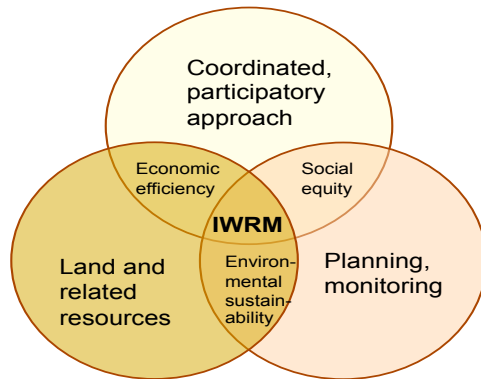 Coordinated,
participatory
approach
Economic
efficiency
Social
equity
IWRM
Land and
related
resources
Environ-
mental
sustain-
ability
Planning,
monitoring